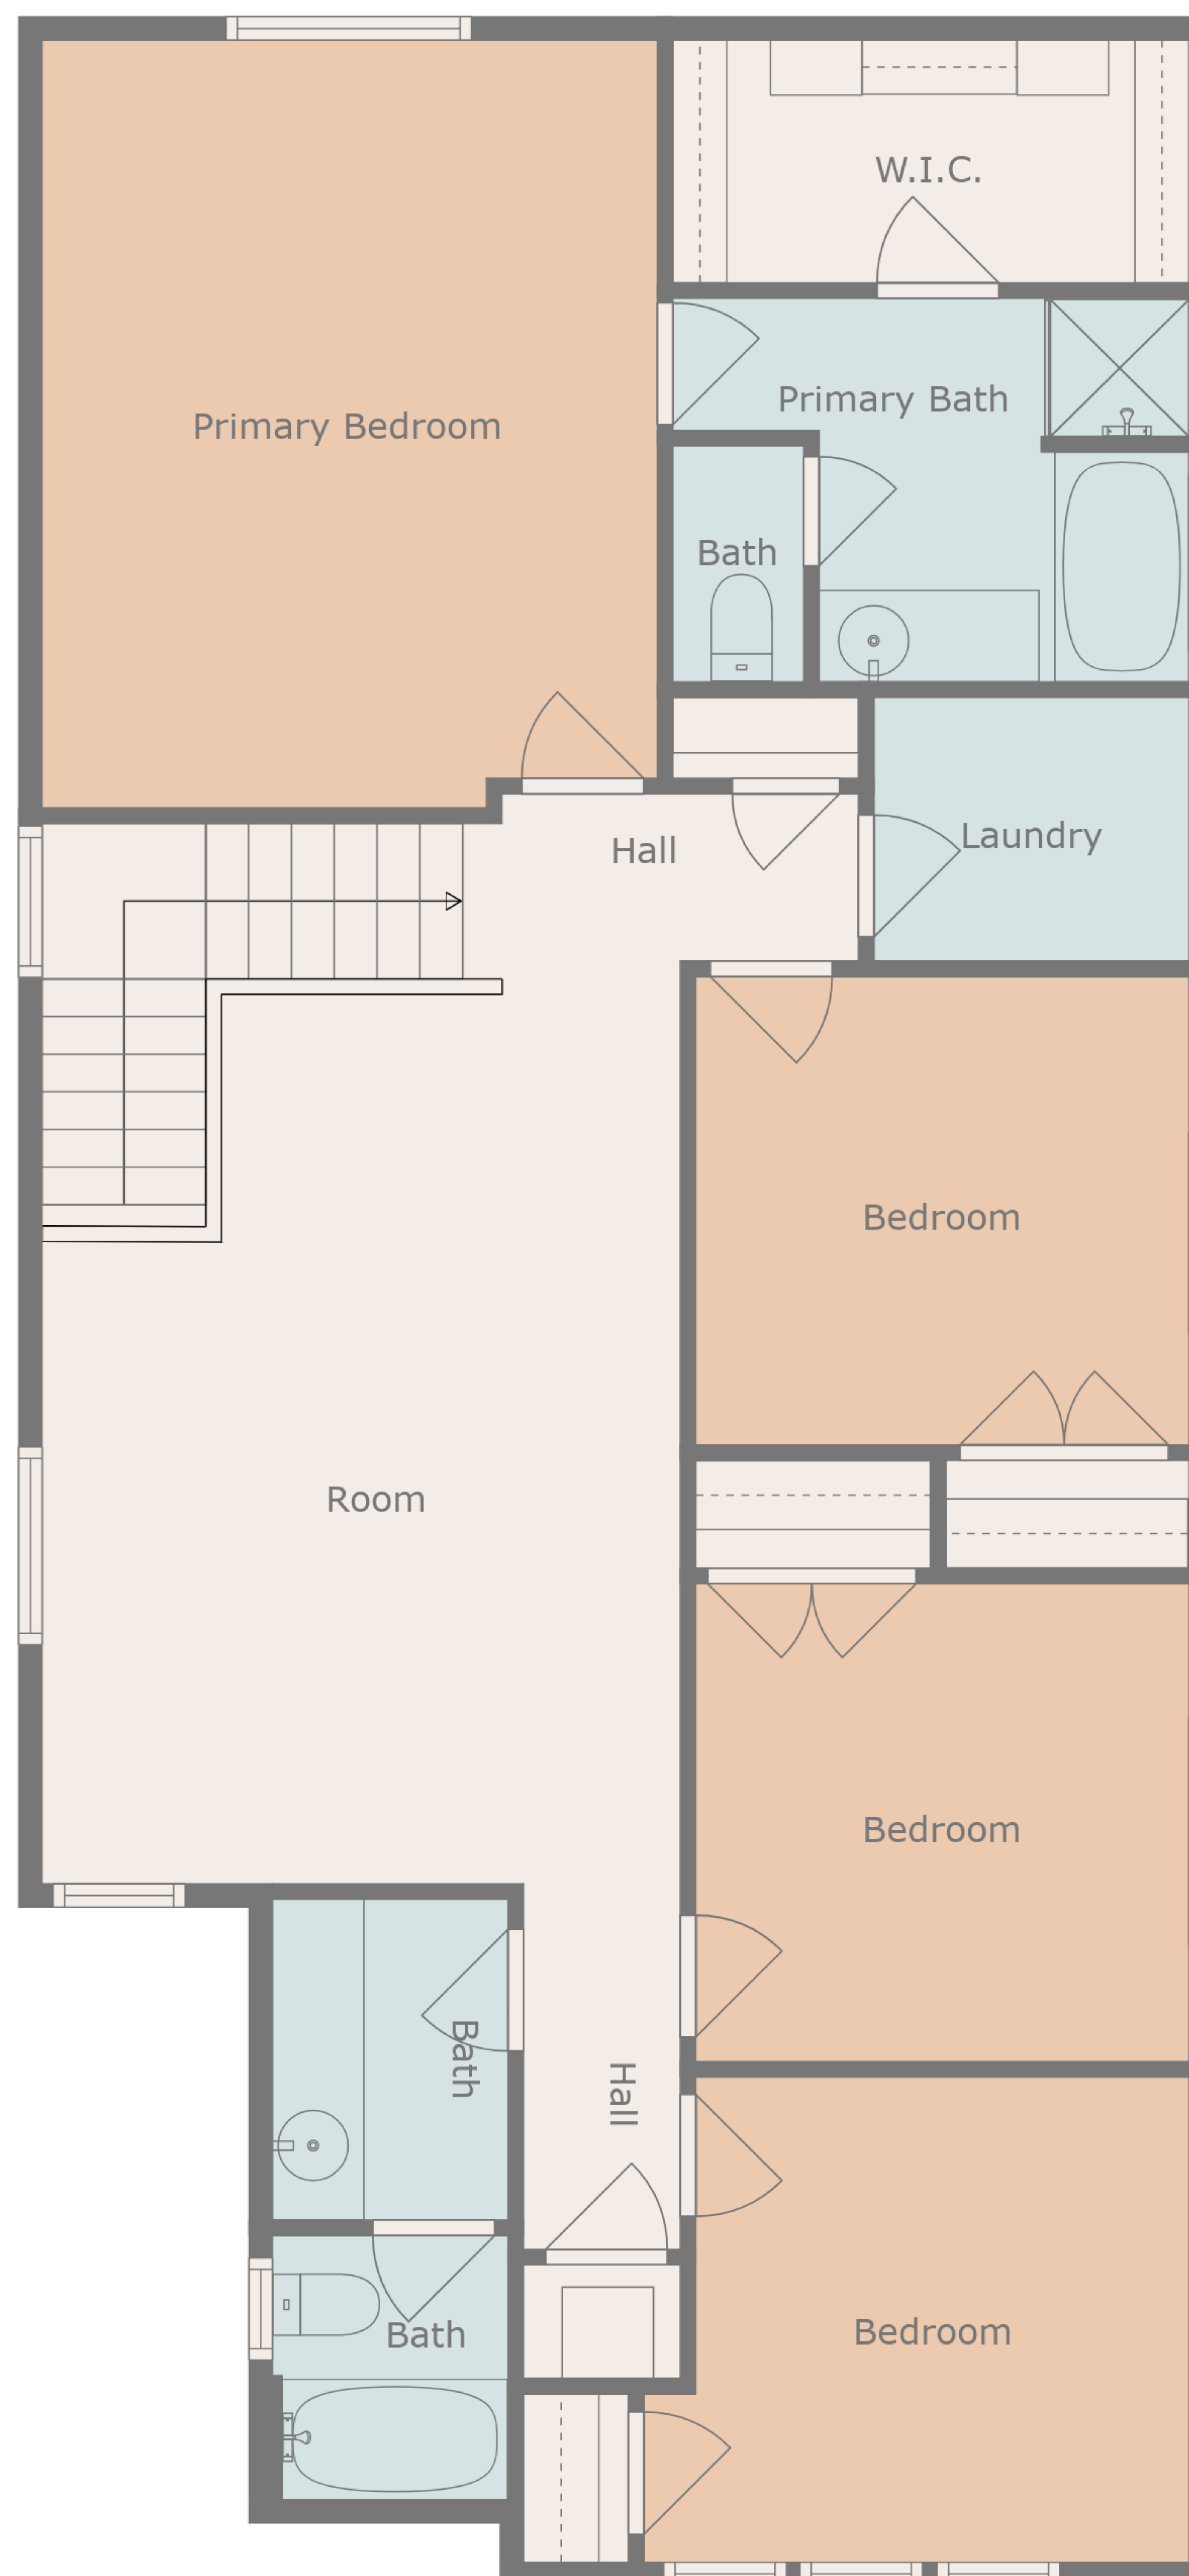 W.I.C.
Primary Bath
Primary Bedroom
Bath
Laundry
Hall
Bedroom
Room
Bedroom
Bath
Hall
Bedroom
Bath